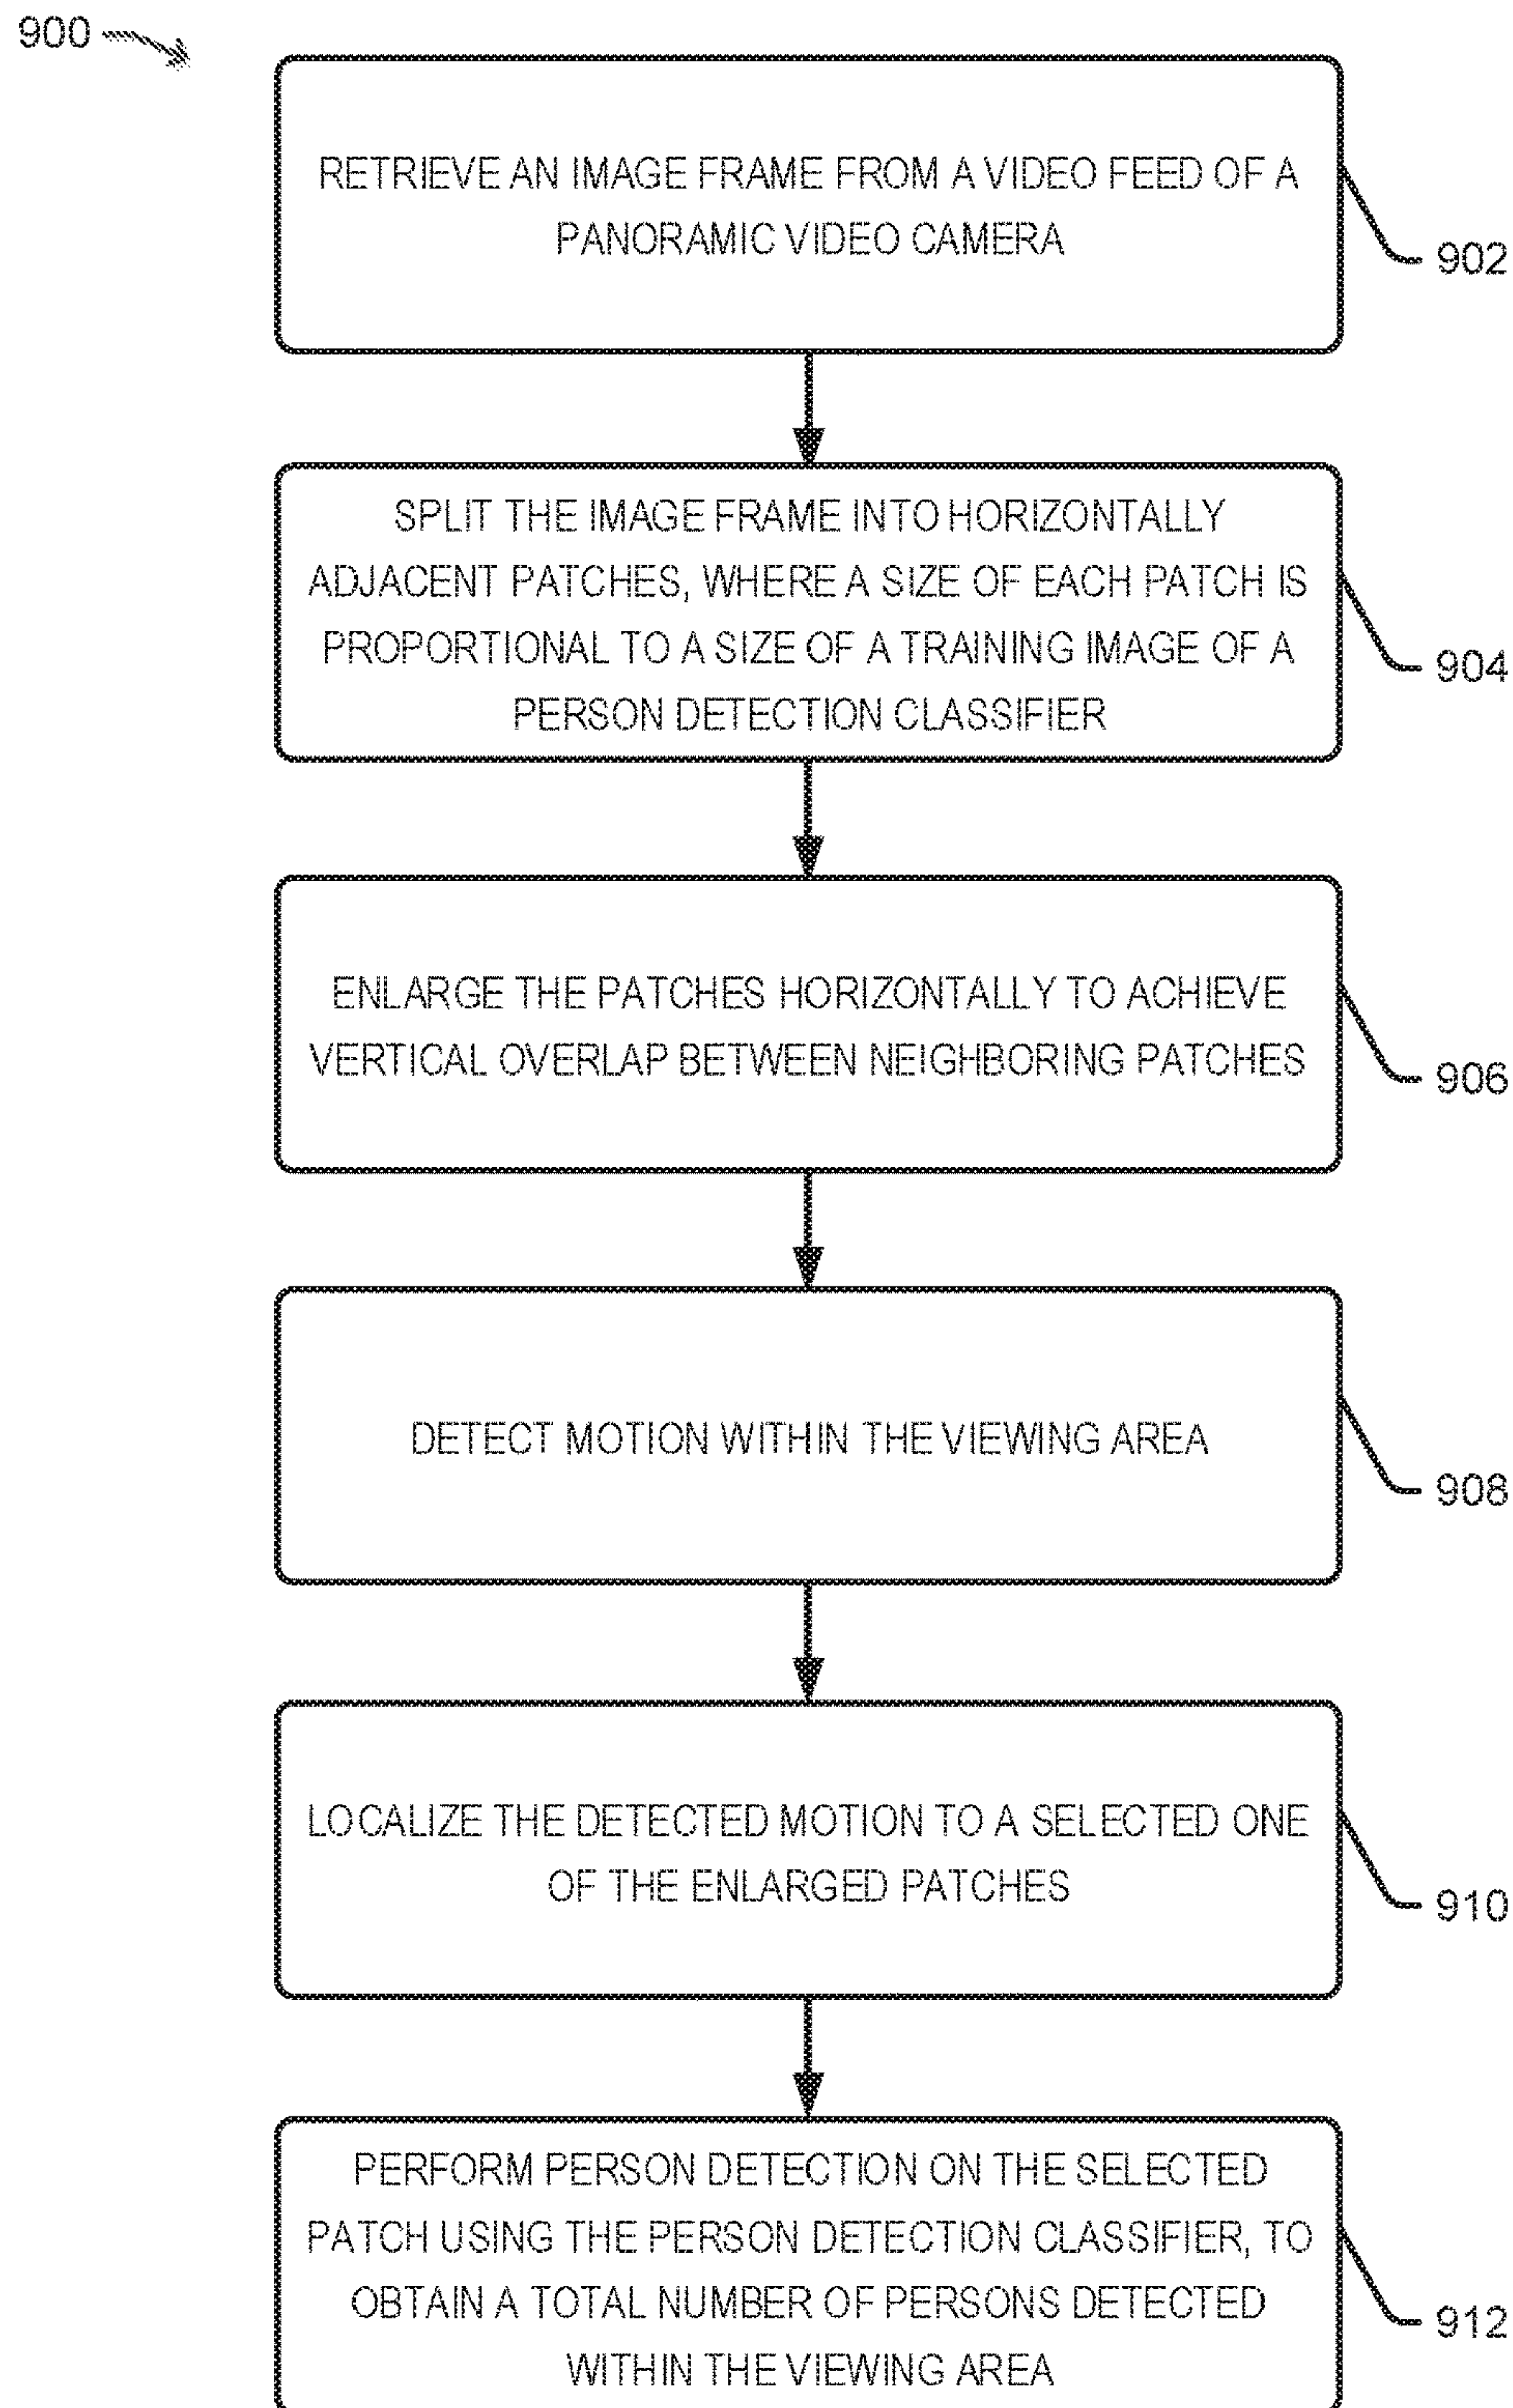 900
RETRIEVE AN IMAGE FRAME FROM A VIDEO FEED OF A
PANORAMIC VIDEO CAMERA
902
SPLIT THE IMAGE FRAME INTO HORIZONTALLY
ADJACENT PATCHES, WHERE A SIZE OF EACH PATCH IS
PROPORTIONAL TO A SIZE OF A TRAINING IMAGE OF A
PERSON DETECTION CLASSIFIER
904
ENLARGE THE PATCHES HORIZONTALLY TO ACHIEVE
VERTICAL OVERLAP BETWEEN NEIGHBORING PATCHES
906
DETECT MOTION WITHIN THE VIEWING AREA
908
LOCALIZE THE DETECTED MOTION TO A SELECTED ONE
OF THE ENLARGED PATCHES
910
PERFORM PERSON DETECTION ON THE SELECTED
PATCH USING THE PERSON DETECTION CLASSIFIER, TO
OBTAIN A TOTAL NUMBER OF PERSONS DETECTED
WITHIN THE VIEWING AREA
912